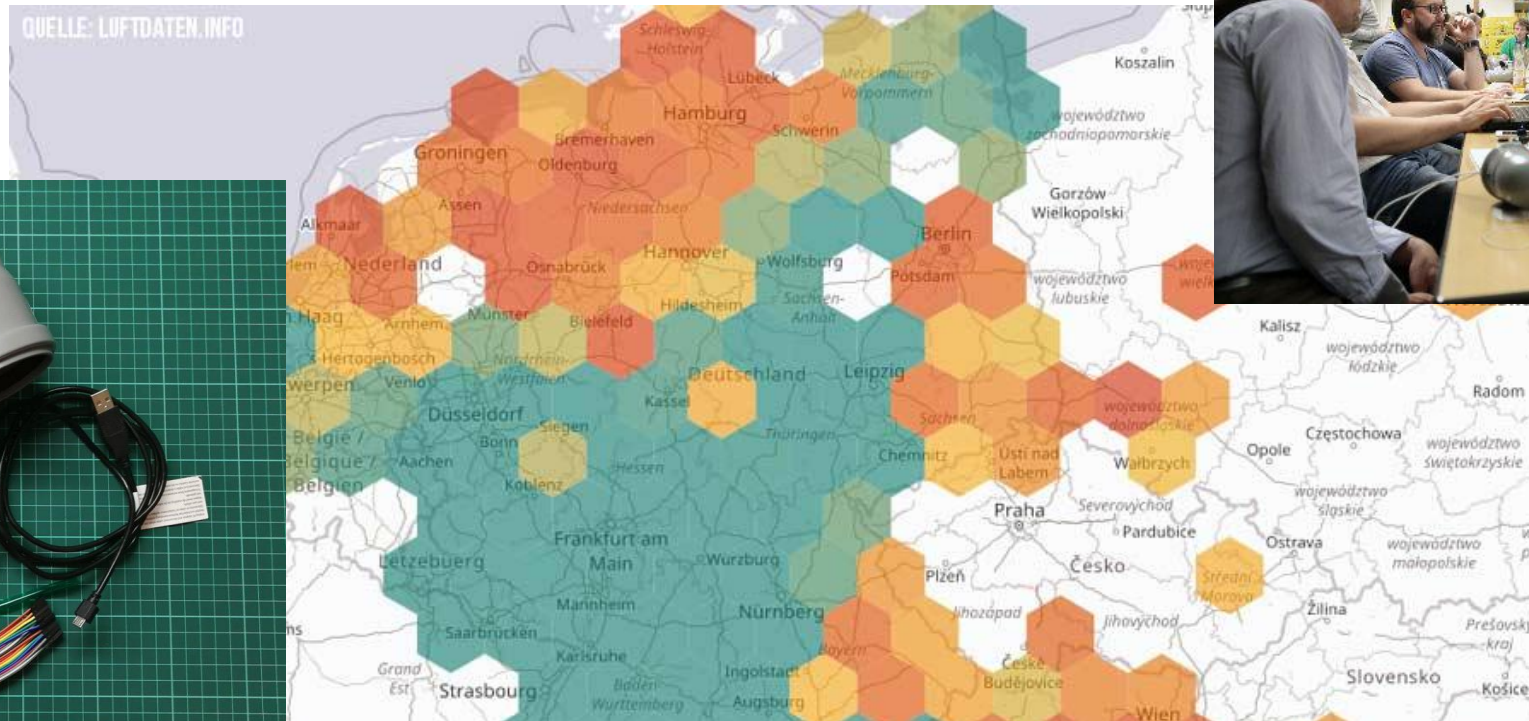 QUELLE: LUFTDATEN.INFO
Schleswig-
Holstein
Lübeck
Hamburg
Mecklenburg-
Vorpommern
Koszalin
Schwerin
województwo
zachodniopomorskie
Bremerhaven
Groningen
Oldenburg
Assen
Alkmaar
Niedersachsen
Gorzów
Wielkopolski
Berlin
Hannover
Wolfsburg
Nederland
Osnabrück
Potsdam
województwo
lubuskie
Hildesheim
Sachsen-
Anhalt
Haag
Arnhem
Münster
Bielefeld
Kalisz
's-Hertogenbosch
Nordrhein-
Westfalen
województwo
łódzkie
Deutschland
Leipzig
Venlo
Kassel
Radom
Düsseldorf
Sachsen
województwo
dolnośląskie
Siegen
Bonn
Thüringen
Częstochowa
België /
Belgique /
Belgien
Aachen
Hessen
Chemnitz
Ústí nad
Labem
Wałbrzych
Opole
województwo
świętokrzyskie
Koblenz
województwo
śląskie
Praha
Severovýchod
Pardubice
Frankfurt am
Main
Würzburg
Ostrava
województwo
małopolskie
Letzebuerg
Plzeň
Česko
Střední
Morava
Mannheim
Nürnberg
Jihozápad
Jihovýchod
Žilina
Saarbrücken
Karlsruhe
Bayern
Prešovský
kraj
Grand
Est
Strasbourg
Ingolstadt
České
Budějovice
Slovensko
Košice
Baden-
Württemberg
Augsburg
Wien